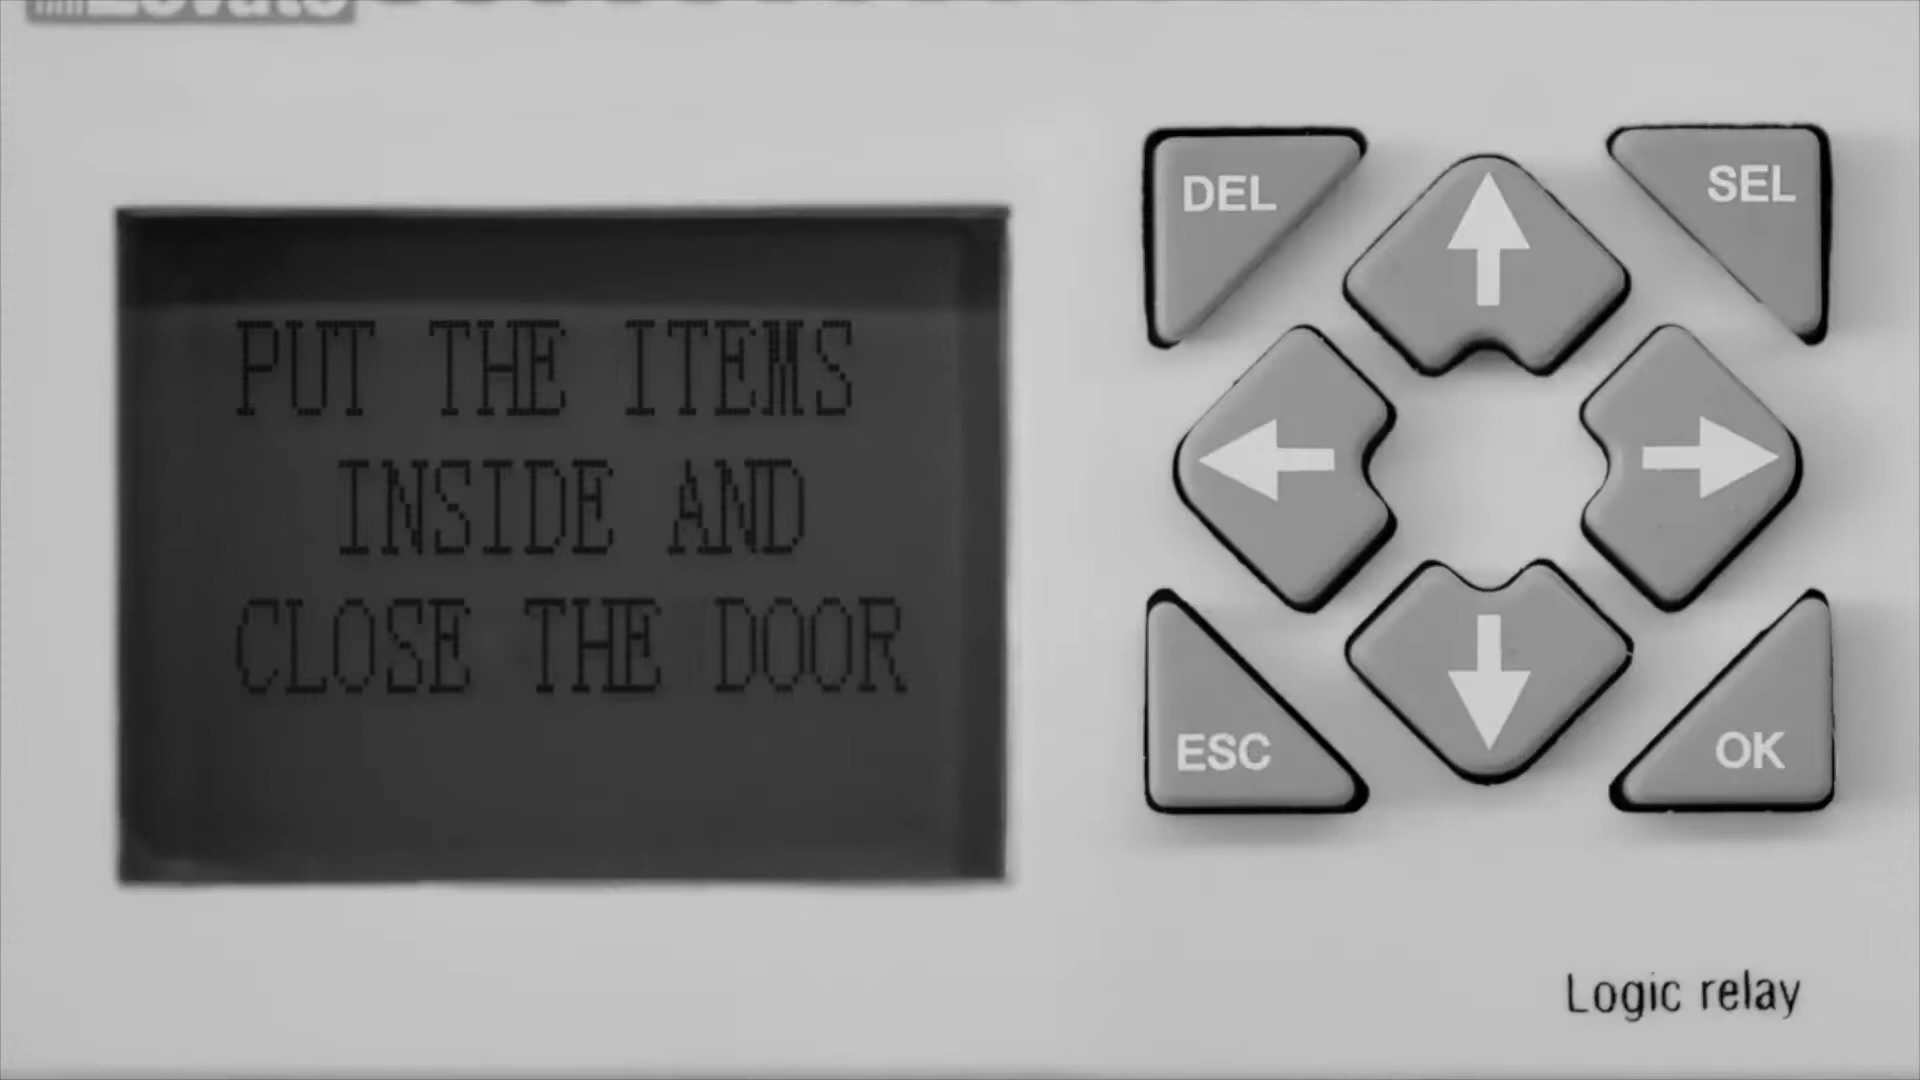 PUT THE ITEMS
INSIDE AND
CLOSE THE DOOR
DEL
SEL
ESC
OK
Logic relay